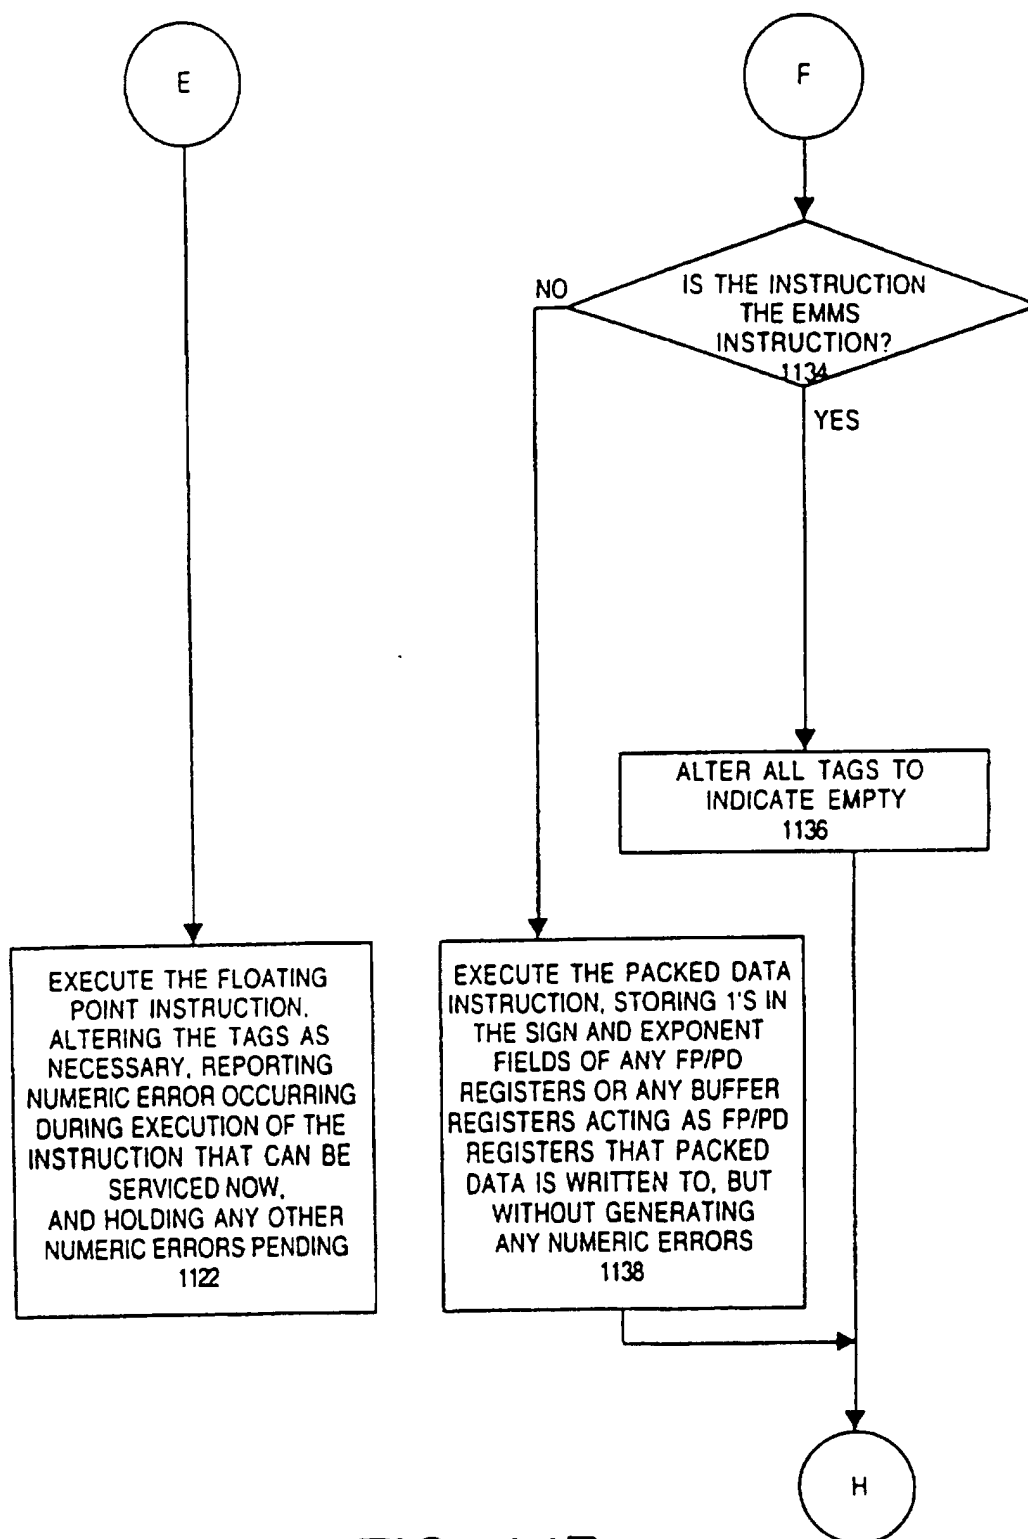 E
F
NO
IS THE INSTRUCTION
THE EMMS
INSTRUCTION?
1134
YES
ALTER ALL TAGS TO
INDICATE EMPTY
1136
EXECUTE THE FLOATING
POINT INSTRUCTION,
ALTERING THE TAGS AS
NECESSARY, REPORTING
NUMERIC ERROR OCCURRING
DURING EXECUTION OF THE
INSTRUCTION THAT CAN BE
SERVICED NOW,
AND HOLDING ANY OTHER
NUMERIC ERRORS PENDING
1122
EXECUTE THE PACKED DATA
INSTRUCTION, STORING 1'S IN
THE SIGN AND EXPONENT
FIELDS OF ANY FP/PD
REGISTERS OR ANY BUFFER
REGISTERS ACTING AS FP/PD
REGISTERS THAT PACKED
DATA IS WRITTEN TO, BUT
WITHOUT GENERATING
ANY NUMERIC ERRORS
1138
H